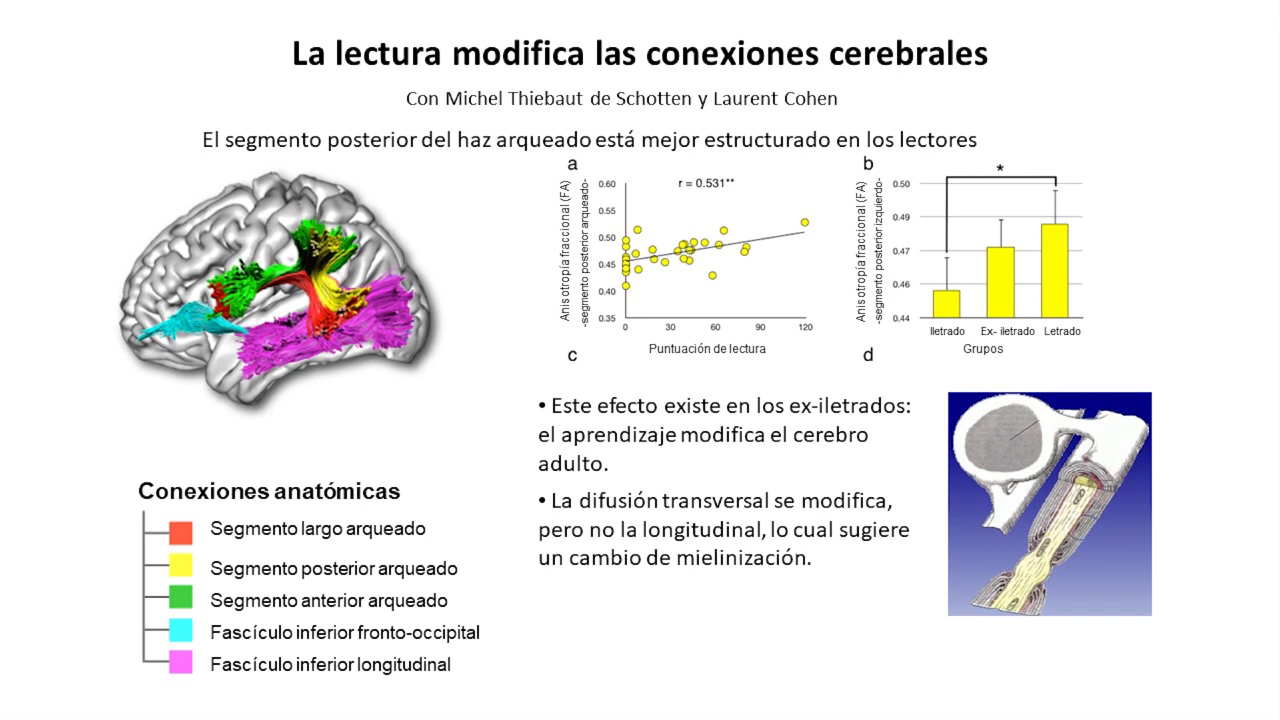 La lectura modifica las conexiones cerebrales
Con Michel Thiebaut de Schotten y Laurent Cohen
El segmento posterior del haz arqueado está mejor estructurado en los lectores
a
Anisotropía fraccional (FA)
-segmento posterior arqueado-
r = 0.531**
0.60
0.55
0.50
0.45
0.40
0.35
0 30 60 90 120
Puntuación de lectura
b
Anisotropía fraccional (FA)
-segmento posterior izquierdo-
*
0.50
0.49
0.47
0.46
0.44
Iletrado Ex- iletrado Letrado
Grupos
c
d
• Este efecto existe en los ex-iletrados:
el aprendizaje modifica el cerebro
adulto.
• La difusión transversal se modifica,
pero no la longitudinal, lo cual sugiere
un cambio de mielinización.
Conexiones anatómicas
Segmento largo arqueado
Segmento posterior arqueado
Segmento anterior arqueado
Fascículo inferior fronto-occipital
Fascículo inferior longitudinal